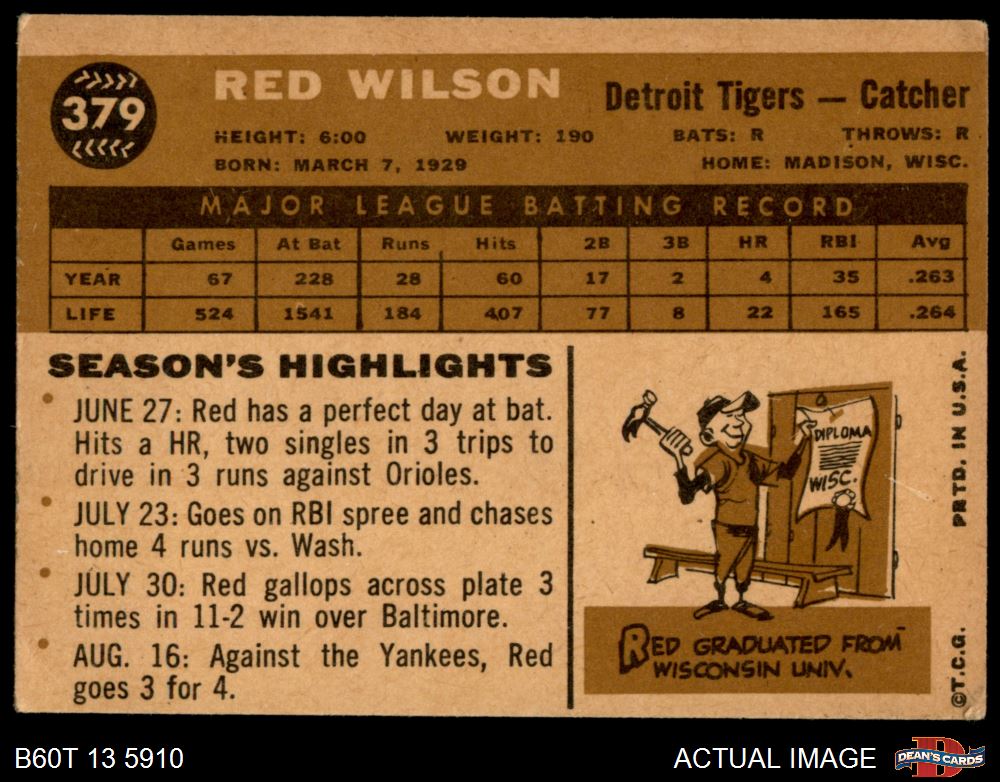 379
RED WILSON
Detroit Tigers — Catcher
HEIGHT: 6:00 WEIGHT: 190 BATS: R THROWS: R
BORN: MARCH 7, 1929 HOME: MADISON, WISC.
MAJOR LEAGUE BATTING RECORD
Games At Bat Runs Hits 2B 3B HR RBI Avg
YEAR 67 228 28 60 17 2 4 35 .263
LIFE 524 1541 184 407 77 8 22 165 .264
SEASON'S HIGHLIGHTS
• JUNE 27: Red has a perfect day at bat.
Hits a HR, two singles in 3 trips to
drive in 3 runs against Orioles.
• JULY 23: Goes on RBI spree and chases
home 4 runs vs. Wash.
• JULY 30: Red gallops across plate 3
times in 11-2 win over Baltimore.
• AUG. 16: Against the Yankees, Red
goes 3 for 4.
DIPLOMA
WISC.
RED GRADUATED FROM
WISCONSIN UNIV.
©T.C.G. PRTD. IN U.S.A.
B60T 13 5910
ACTUAL IMAGE
D
DEAN'S CARDS